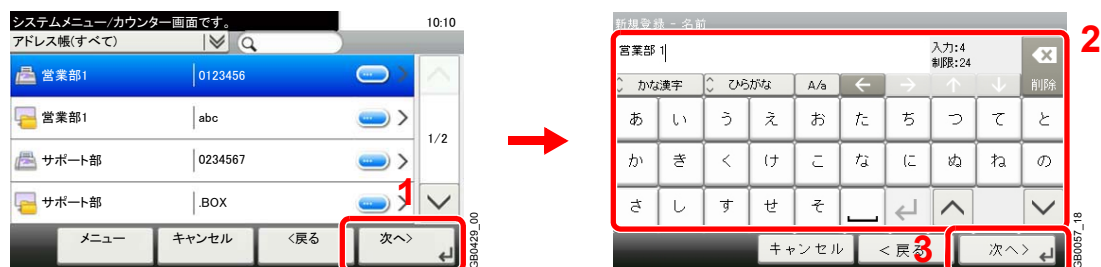 システムメニュー/カウンター画面です。 10:10
アドレス帳(すべて)
営業部1 0123456
営業部1 abc
サポート部 0234567
1/2
サポート部 .BOX
1
メニュー キャンセル <戻る 次へ>
GB0429_00
新規登録 - 名前
2
営業部 1 入力:4
制限:24
かな漢字 ひらがな A/a ← → ↑ ↓ 削除
あ い う え お た ち つ て と
か き く け こ な に ぬ ね の
さ し す せ そ
キャンセル < 戻る 次へ >
3
GB0057_18